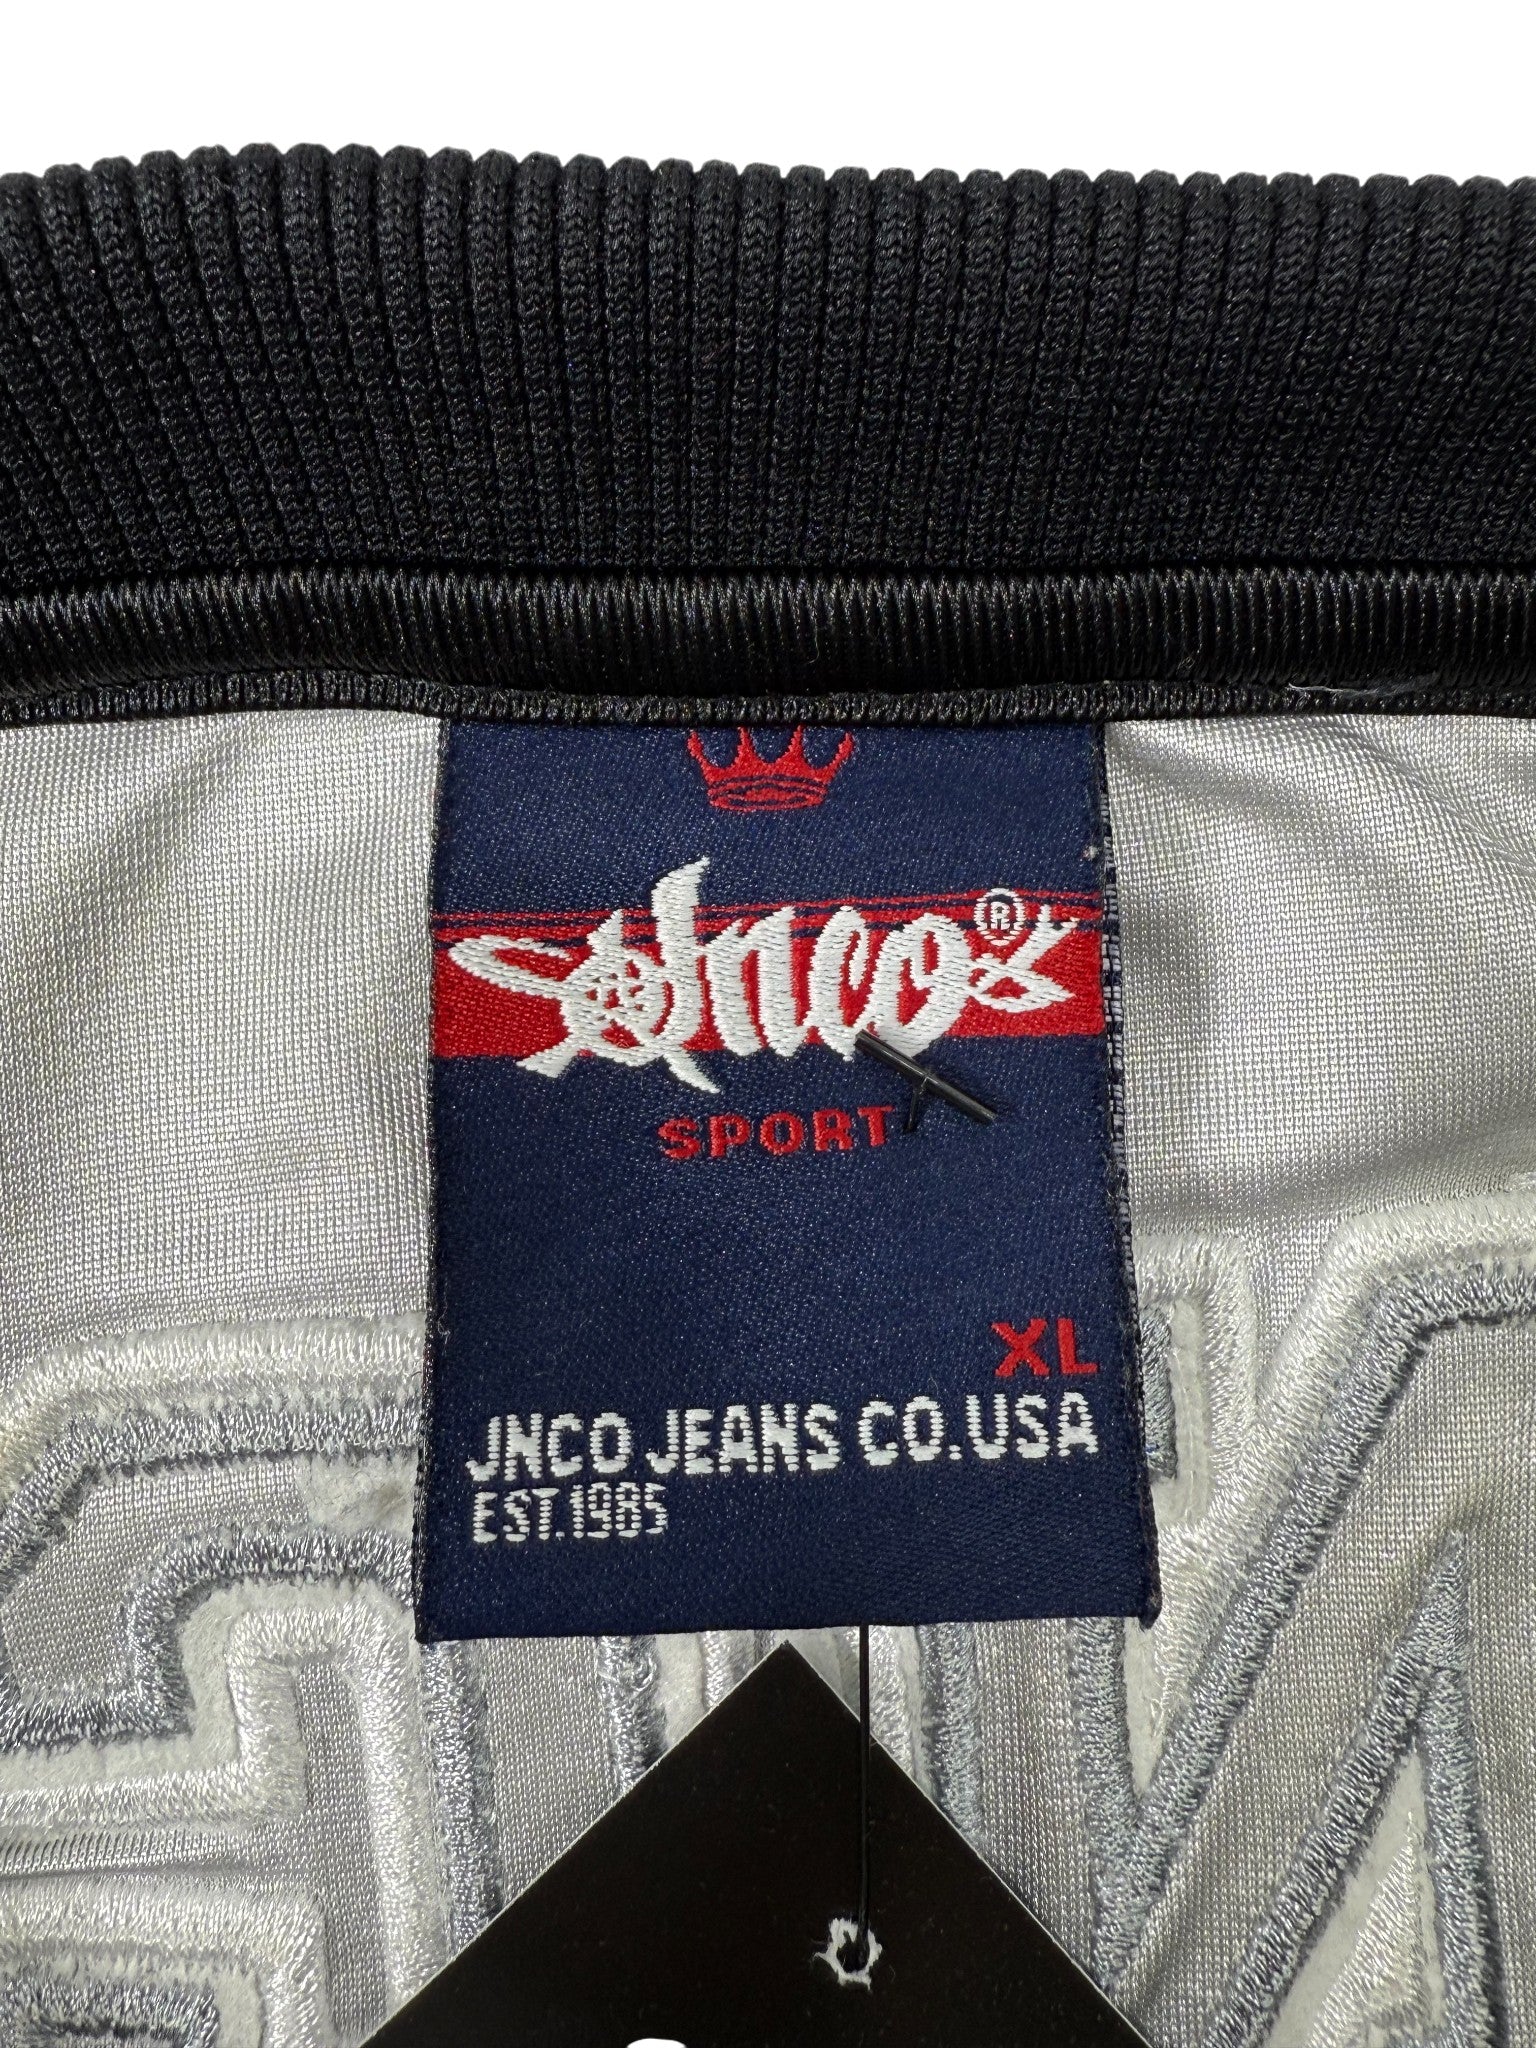 JNCO®
SPORT
XL
JNCO JEANS CO.USA
EST.1985